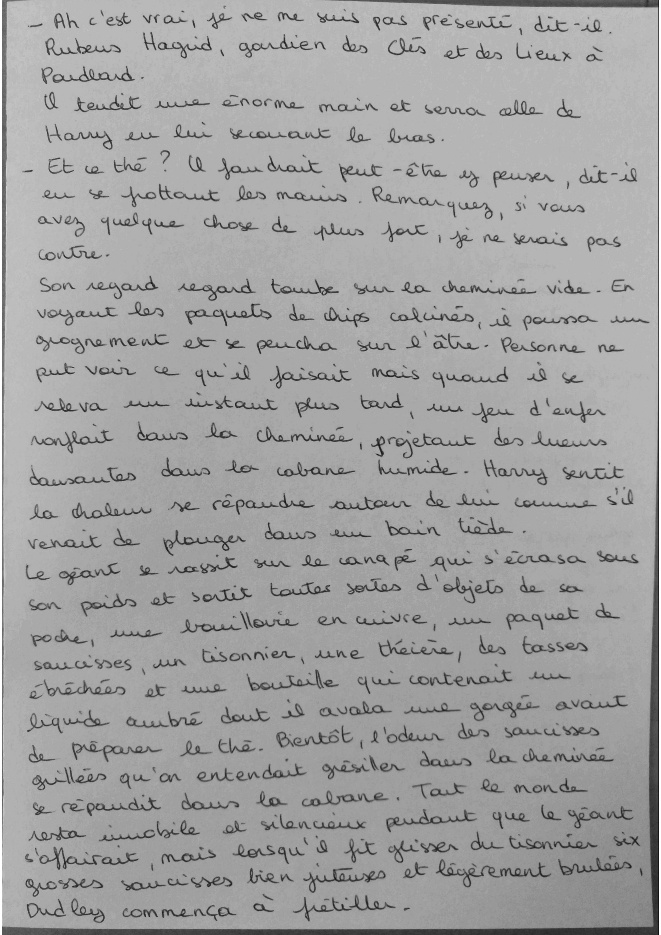 - Ah c'est vrai, je ne me suis pas présenté, dit-il.
Rubeus Hagrid, gardien des Clés et des Lieux à
Poudlard.
Il tendit une énorme main et serra celle de
Harry en lui secouant le bras.
- Et ce thé ? Il faudrait peut-être y penser, dit-il
en se frottant les mains. Remarquez, si vous
avez quelque chose de plus fort, je ne serais pas
contre.
Son regard regard tombe sur la cheminée vide. En
voyant les paquets de chips calcinés, il poussa un
grognement et se pencha sur l'âtre. Personne ne
put voir ce qu'il faisait mais quand il se
releva un instant plus tard, un feu d'enfer
ronflait dans la cheminée, projetant des lueurs
dansantes dans la cabane humide. Harry sentit
la chaleur se répandre autour de lui comme s'il
venait de plonger dans un bain tiède.
Le géant se rassit sur le canapé qui s'écrasa sous
son poids et sortit toutes sortes d'objets de sa
poche, une bouilloire en cuivre, un paquet de
saucisses, un tisonnier, une théière, des tasses
ébréchées et une bouteille qui contenait un
liquide ambré dont il avala une gorgée avant
de préparer le thé. Bientôt, l'odeur des saucisses
grillées qu'on entendait grésiller dans la cheminée
se répandit dans la cabane. Tout le monde
resta immobile et silencieux pendant que le géant
s'affairait, mais lorsqu'il fit glisser du tisonnier six
grosses saucisses bien juteuses et légèrement brulées,
Dudley commença à frétiller.